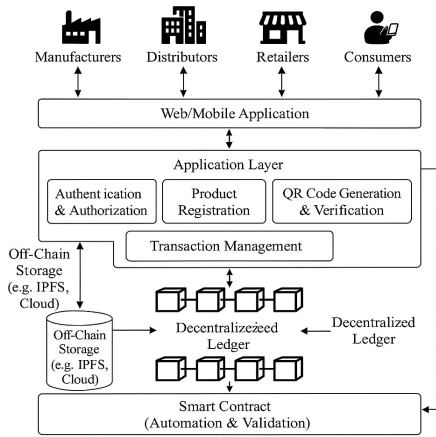 Manufacturers
Distributors
Retailers
Consumers
Web/Mobile Application
Application Layer
Authent ication
& Authorization
Product
Registration
QR Code Generation
& Verification
Transaction Management
Off-Chain
Storage
(e.g. IPFS,
Cloud)
Off-Chain
Storage
(e.g. IPFS,
Cloud)
Decentralizezeed
Ledger
Decentralized
Ledger
Smart Contract
(Automation & Validation)